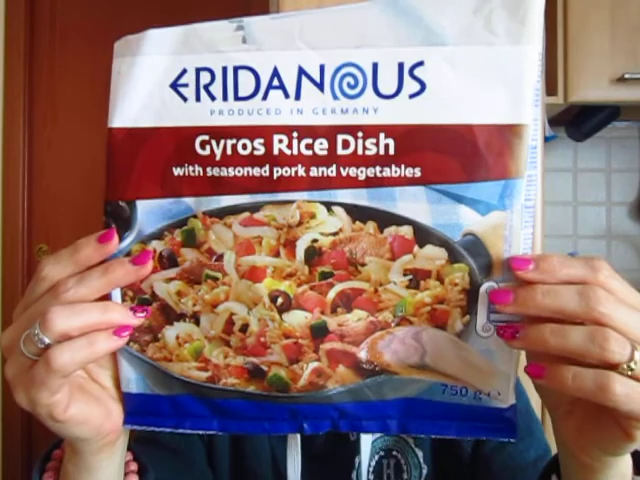 ERIDANOUS
PRODUCED IN GERMANY
Gyros Rice Dish
with seasoned pork and vegetables
750 g e
H